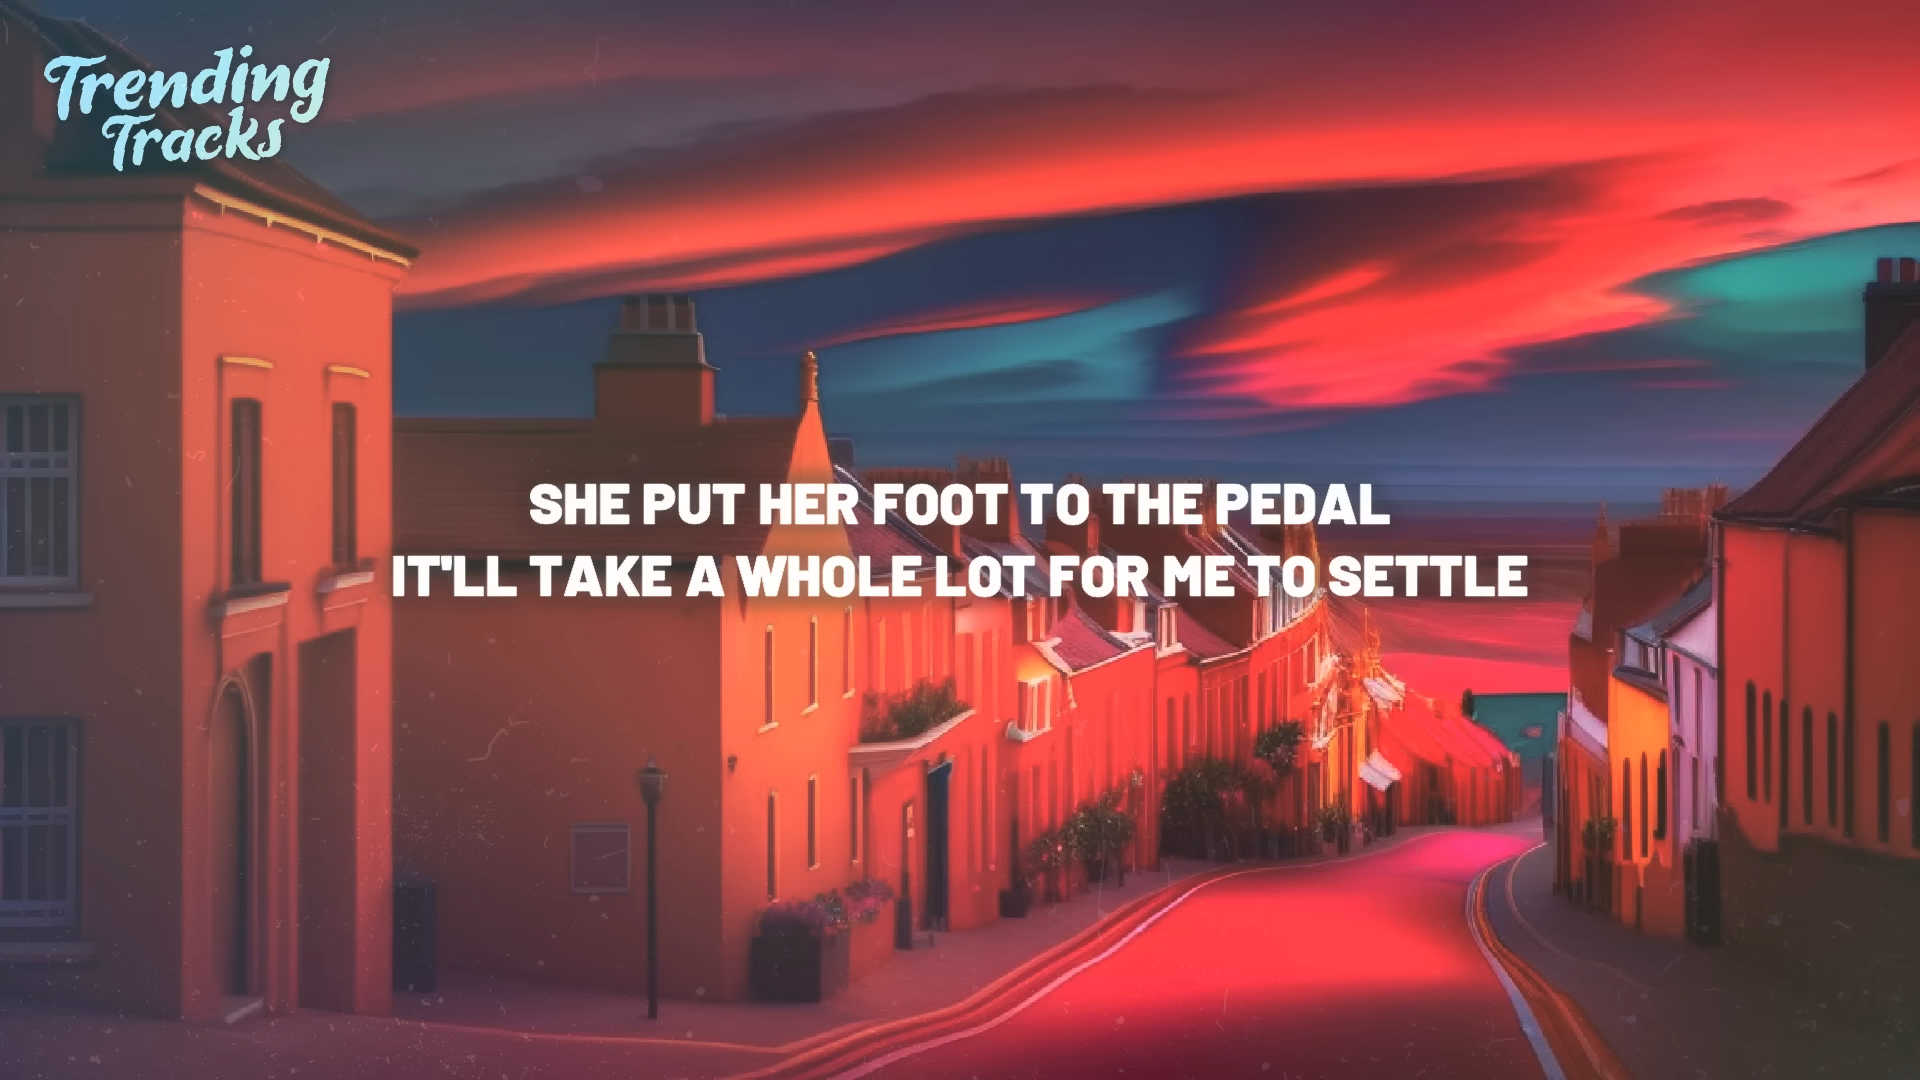 Trending
Tracks
SHE PUT HER FOOT TO THE PEDAL
IT'LL TAKE A WHOLE LOT FOR ME TO SETTLE